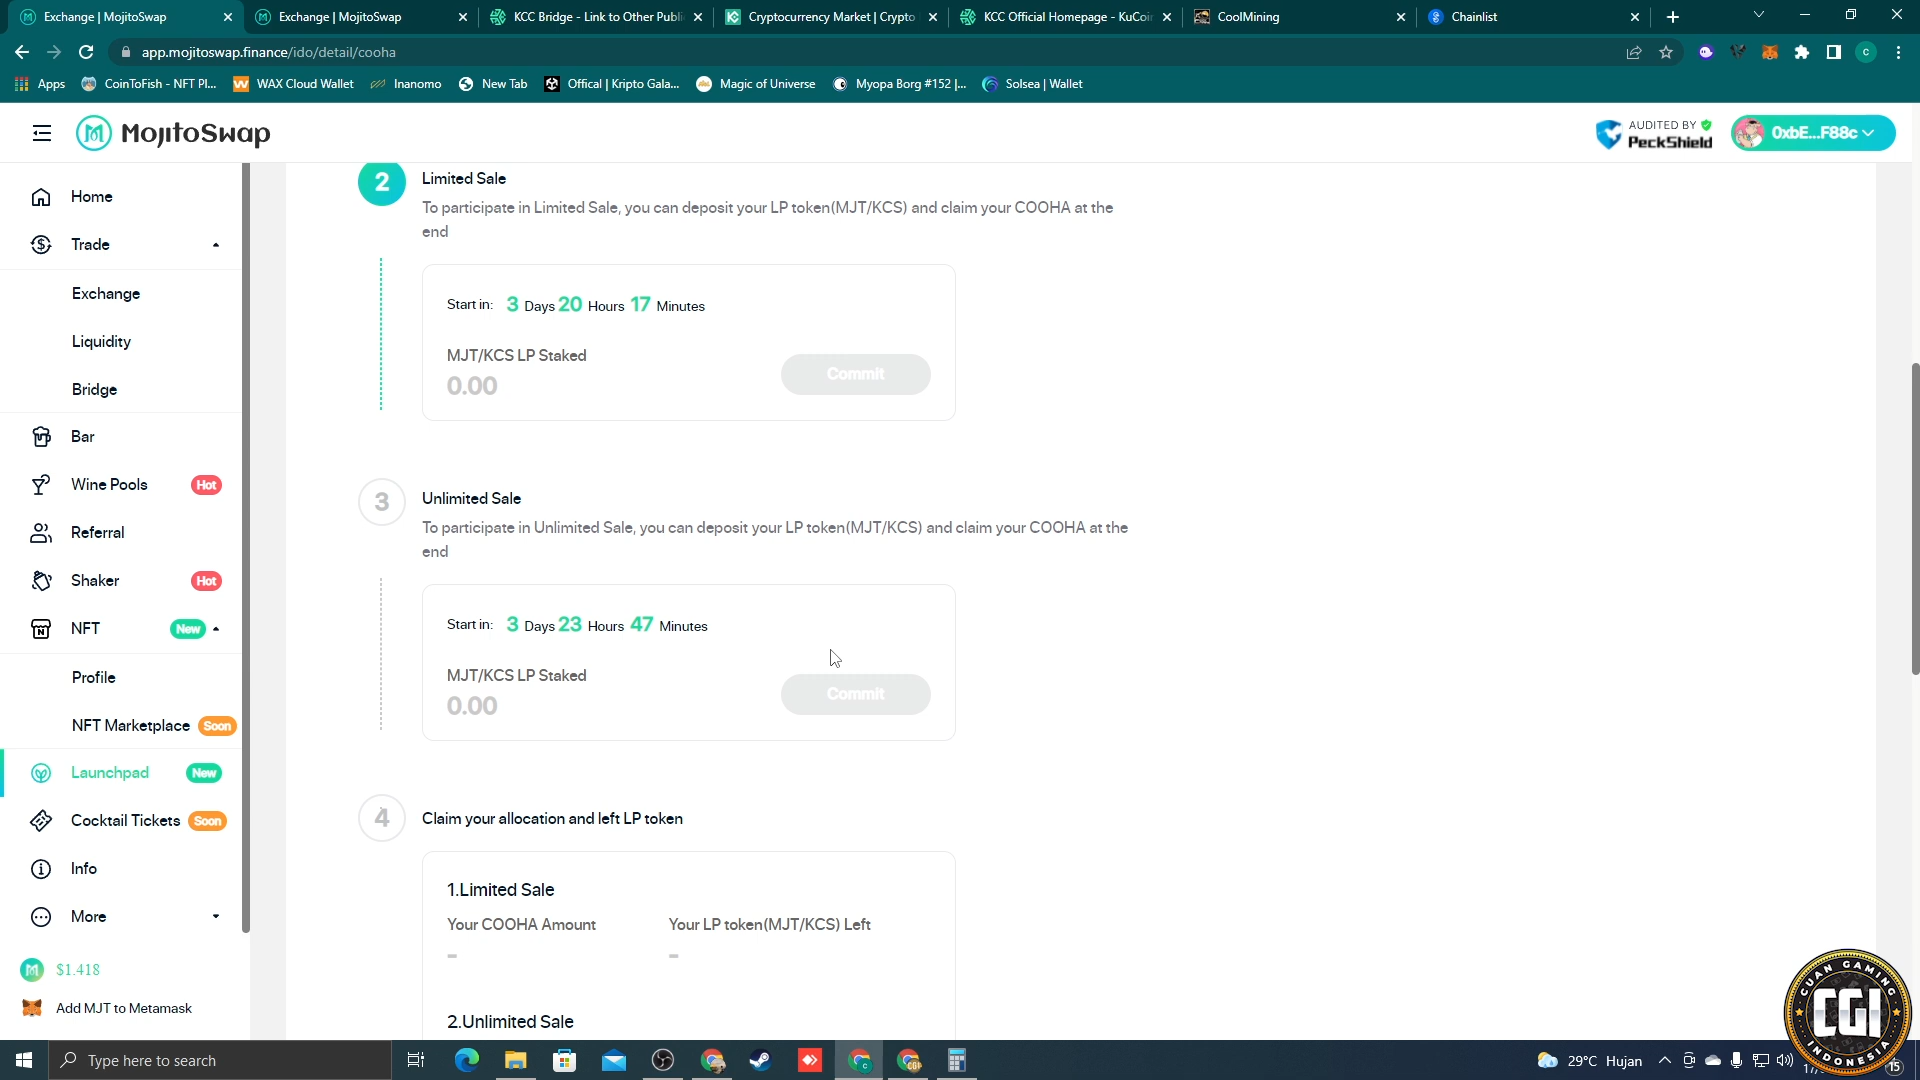 Exchange | MojitoSwap
Exchange | MojitoSwap
KCC Bridge - Link to Other Publi
Cryptocurrency Market | Crypto
KCC Official Homepage - KuCoin
CoolMining
Chainlist
app.mojitoswap.finance/ido/detail/cooha
C
Apps
CoinToFish - NFT Pl...
WAX Cloud Wallet
Inanomo
New Tab
Offical | Kripto Gala...
Magic of Universe
Myopa Borg #152 |...
Solsea | Wallet
MojitoSwap
AUDITED BY
PeckShield
0xbE...F88c
Home
Trade
Exchange
Liquidity
Bridge
Bar
Wine Pools Hot
Referral
Shaker Hot
NFT New
Profile
NFT Marketplace Soon
Launchpad New
Cocktail Tickets Soon
Info
More
$1.418
Add MJT to Metamask
2
Limited Sale
To participate in Limited Sale, you can deposit your LP token(MJT/KCS) and claim your COOHA at the
end
Start in: 3 Days 20 Hours 17 Minutes
MJT/KCS LP Staked
0.00
Commit
3
Unlimited Sale
To participate in Unlimited Sale, you can deposit your LP token(MJT/KCS) and claim your COOHA at the
end
Start in: 3 Days 23 Hours 47 Minutes
MJT/KCS LP Staked
0.00
Commit
4
Claim your allocation and left LP token
1.Limited Sale
Your COOHA Amount
Your LP token(MJT/KCS) Left
-
-
2.Unlimited Sale
CUAN GAMING
CGI
INDONESIA
Type here to search
29°C Hujan
15